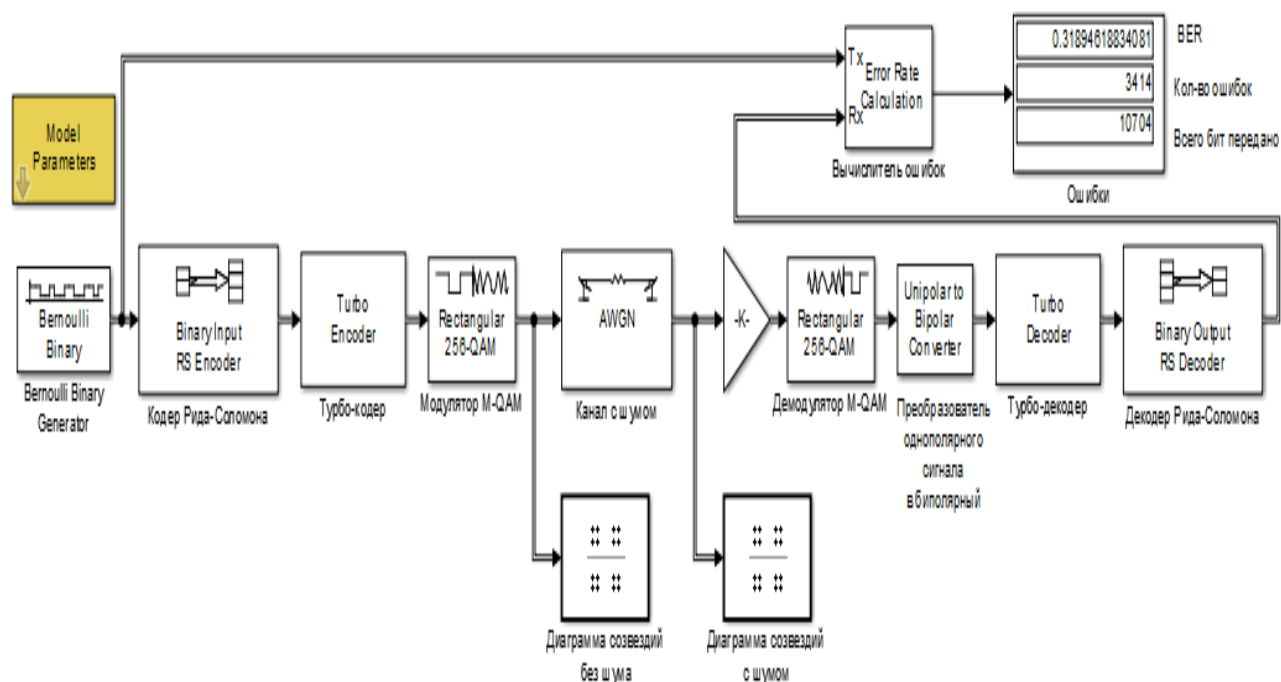 Model
Parameters
Bernoulli
Binary
Bernoulli Binary
Generator
Binary Input
RS Encoder
Кодер Рида-Соломона
Turbo
Encoder
Турбо-кодер
Rectangular
256-QAM
Модулятор M-QAM
AWGN
Канал с шумом
-K-
Rectangular
256-QAM
Демодулятор M-QAM
Unipolar to
Bipolar
Converter
Преобразователь
однополярного
сигнала
в биполярный
Turbo
Decoder
Турбо-декодер
Binary Output
RS Decoder
Декодер Рида-Соломона
Tx
Rx
Error Rate
Calculation
Вычислитель ошибок
0.31894618834081
BER
3414
Кол-во ошибок
10704
Всего бит передано
Ошибки
Диаграмма созвездий
без шума
Диаграмма созвездий
с шумом